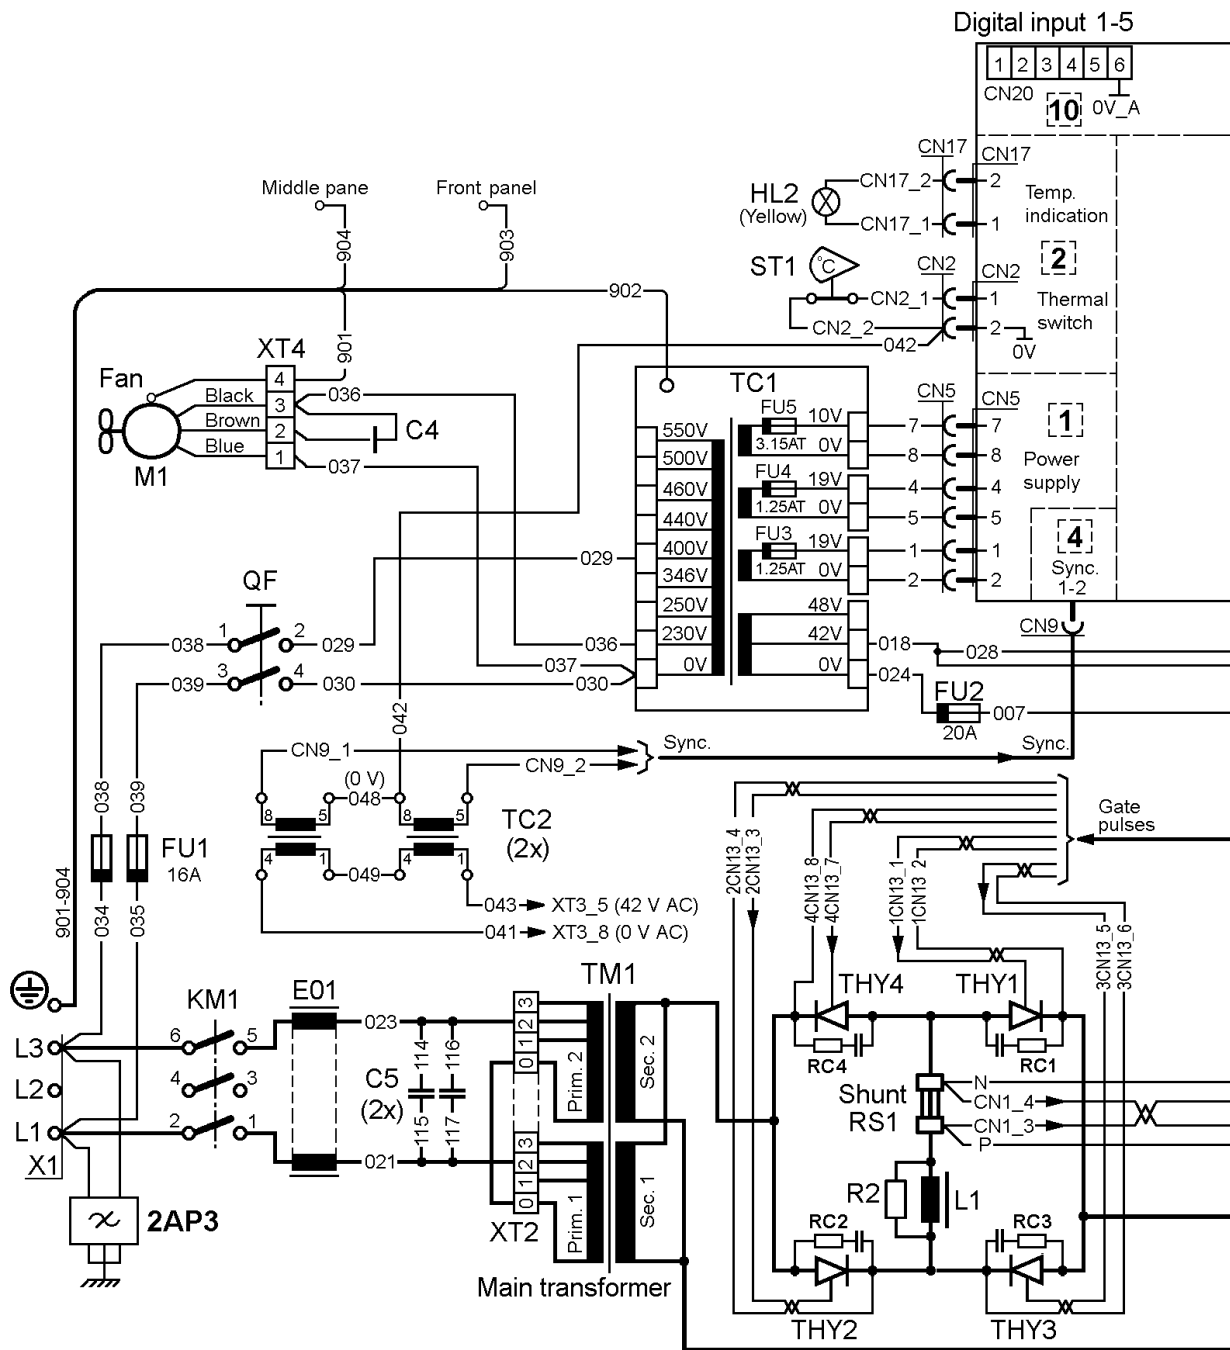 Digital input 1-5
1 2 3 4 5 6
CN20
10
0V_A
CN17
CN17
CN17_2
2
Temp.
indication
HL2
(Yellow)
CN17_1
1
Middle pane
Front panel
904
903
2
ST1
°C
CN2
CN2
902
CN2_1
1
Thermal
switch
CN2_2
2
0V
042
XT4
901
Fan
4
Black
3
036
Brown
2
C4
Blue
1
037
M1
TC1
CN5
CN5
1
Power
supply
550V
500V
460V
440V
400V
346V
250V
230V
0V
FU5
10V
3.15AT
0V
7
7
8
8
FU4
19V
1.25AT
0V
4
4
5
5
FU3
19V
1.25AT
0V
1
1
2
2
4
Sync.
1-2
48V
42V
0V
CN9
029
QF
038
1
2
029
036
018
028
037
039
3
4
030
030
024
FU2
007
20A
042
CN9_1
CN9_2
Sync.
Sync.
(0 V)
048
8
5
8
5
TC2
(2x)
4
1
4
1
049
038
039
FU1
16A
034
035
901-904
043
XT3_5 (42 V AC)
041
XT3_8 (0 V AC)
2CN13_4
2CN13_3
4CN13_8
4CN13_7
1CN13_1
1CN13_2
3CN13_5
3CN13_6
Gate
pulses
TM1
THY4
THY1
KM1
E01
L3
6
5
023
L2
4
3
C5
(2x)
114
116
115
117
L1
2
1
021
X1
3
2
1
0
Prim. 2
Sec. 2
3
2
1
0
Prim. 1
Sec. 1
XT2
Main transformer
2AP3
RC4
RC1
Shunt
RS1
N
CN1_4
CN1_3
P
R2
L1
RC2
RC3
THY2
THY3